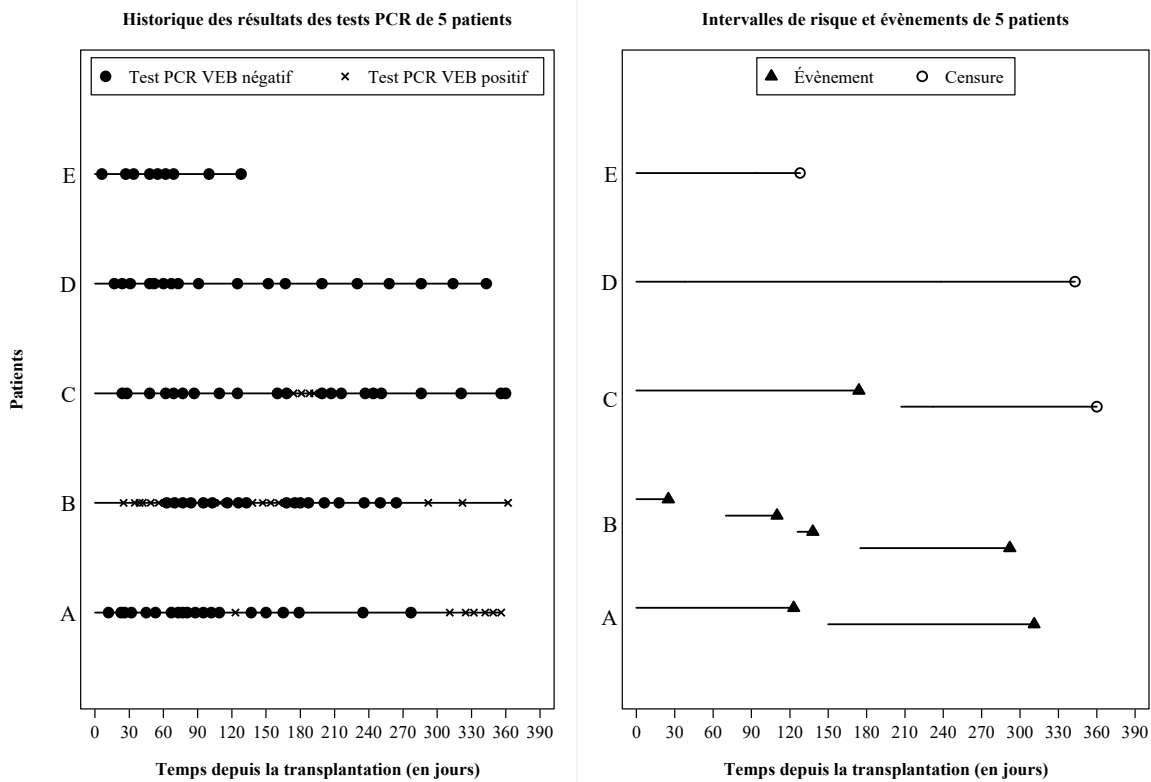 Historique des résultats des tests PCR de 5 patients
Test PCR VEB négatif
Test PCR VEB positif
E
D
C
B
A
Patients
0 30 60 90 120 150 180 210 240 270 300 330 360 390
Temps depuis la transplantation (en jours)
Intervalles de risque et évènements de 5 patients
Évènement
Censure
E
D
C
B
A
0 30 60 90 120 150 180 210 240 270 300 330 360 390
Temps depuis la transplantation (en jours)